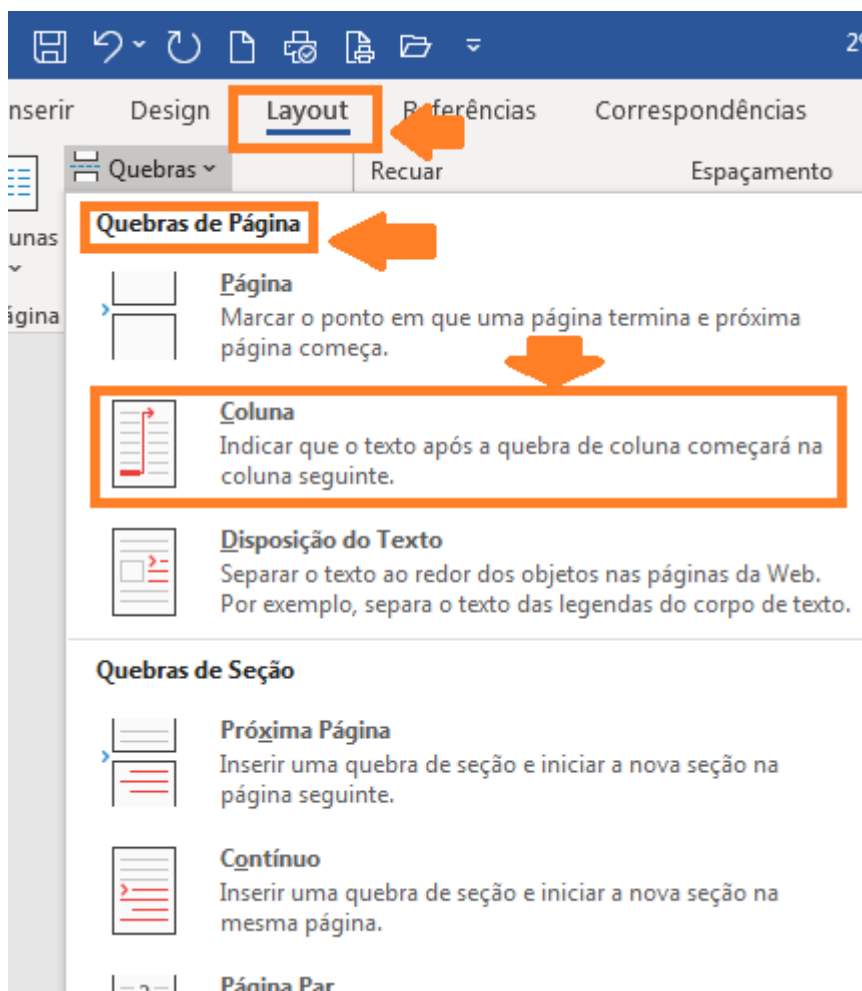 2º
nserir Design Layout Referências Correspondências
Quebras Recuar Espaçamento
unas
ágina
Quebras de Página
Página
Marcar o ponto em que uma página termina e próxima
página começa.
Coluna
Indicar que o texto após a quebra de coluna começará na
coluna seguinte.
Disposição do Texto
Separar o texto ao redor dos objetos nas páginas da Web.
Por exemplo, separa o texto das legendas do corpo de texto.
Quebras de Seção
Próxima Página
Inserir uma quebra de seção e iniciar a nova seção na
página seguinte.
Contínuo
Inserir uma quebra de seção e iniciar a nova seção na
mesma página.
Página Par